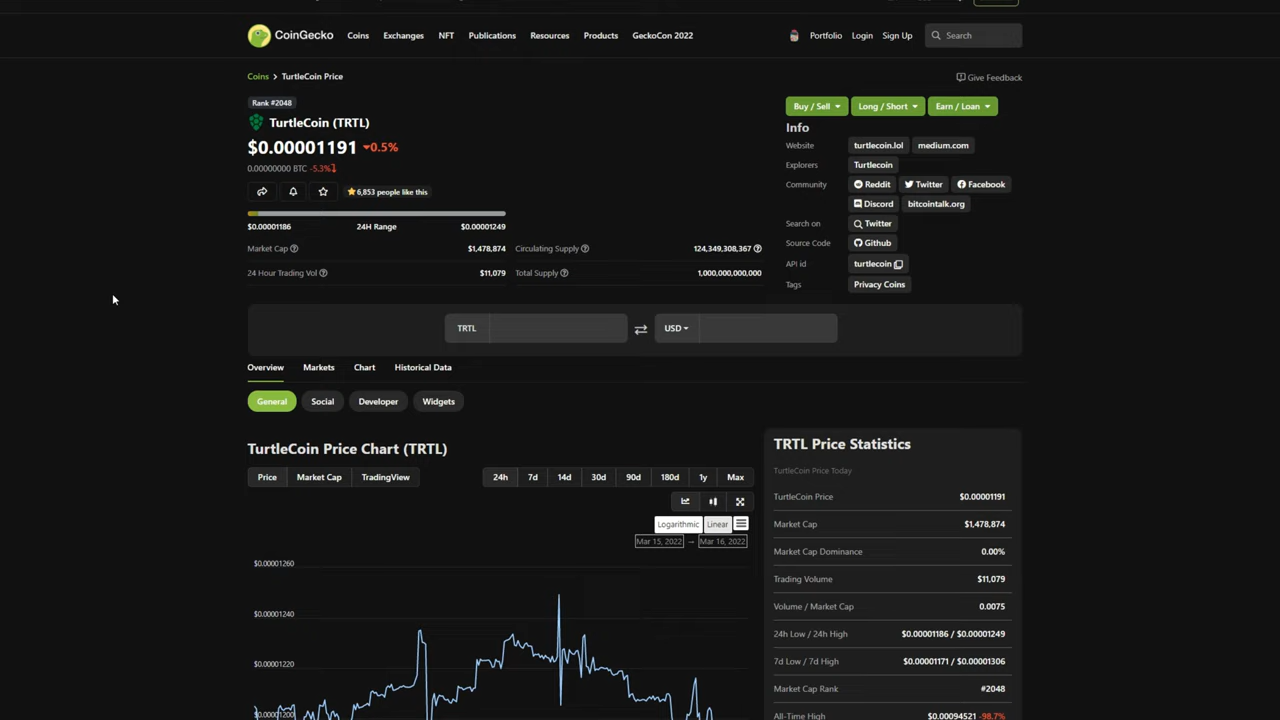 CoinGecko Coins Exchanges NFT Publications Resources Products GeckoCon 2022 Portfolio Login Sign Up Search
Coins > TurtleCoin Price Give Feedback
Rank #2048
TurtleCoin (TRTL)
$0.00001191 0.5%
0.00000000 BTC -5.3%
6,853 people like this
$0.00001186 24H Range $0.00001249
Market Cap $1,478,874 Circulating Supply 124,349,308,367
24 Hour Trading Vol $11,079 Total Supply 1,000,000,000,000
Buy / Sell Long / Short Earn / Loan
Info
Website turtlecoin.lol medium.com
Explorers Turtlecoin
Community Reddit Twitter Facebook
Discord bitcointalk.org
Search on Twitter
Source Code Github
API id turtlecoin
Tags Privacy Coins
TRTL USD
Overview Markets Chart Historical Data
General Social Developer Widgets
TurtleCoin Price Chart (TRTL)
Price Market Cap TradingView 24h 7d 14d 30d 90d 180d 1y Max
Logarithmic Linear
Mar 15, 2022 → Mar 16, 2022
$0.00001260
$0.00001240
$0.00001220
$0.00001200
TRTL Price Statistics
TurtleCoin Price Today
TurtleCoin Price $0.00001191
Market Cap $1,478,874
Market Cap Dominance 0.00%
Trading Volume $11,079
Volume / Market Cap 0.0075
24h Low / 24h High $0.00001186 / $0.00001249
7d Low / 7d High $0.00001171 / $0.00001306
Market Cap Rank #2048
All-Time High $0.00094521 -98.7%